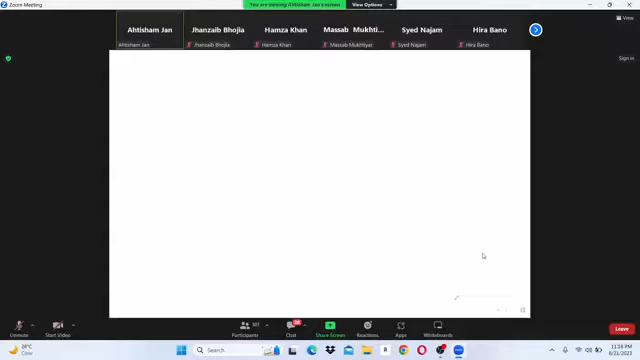 Zoom Meeting
You are viewing Ahtisham Jan's screen View Options
View
Ahtisham Jan Jhanzaib Bhojia Hamza Khan Massab Mukhti... Syed Najam Hira Bano
Ahtisham Jan Jhanzaib Bhojia Hamza Khan Massab Mukhtiyar Syed Najam Hira Bano
Sign in
Unmute Start Video Participants Chat Share Screen Reactions Apps Whiteboards Leave
28°C
Clear
Search
11:16 PM
8/21/2023